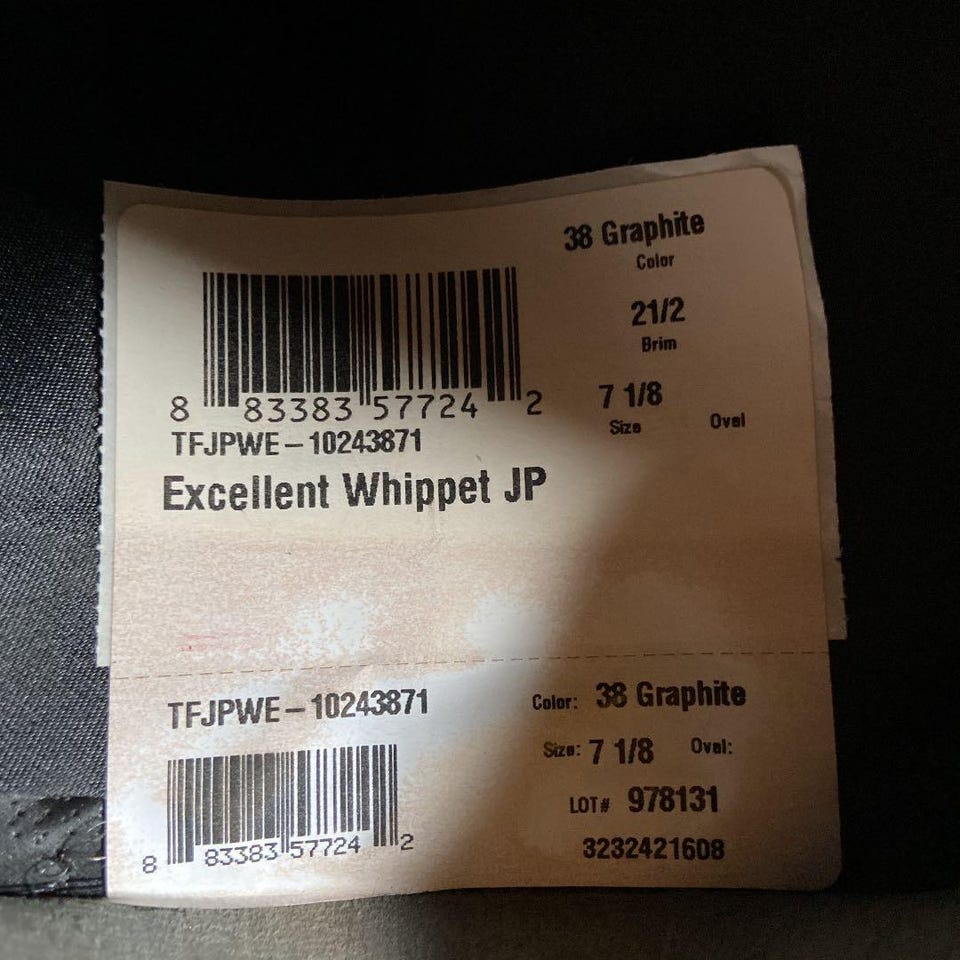 38 Graphite
Color
21/2
Brim
7 1/8
Size Oval
8 83383 57724 2
TFJPWE-10243871
Excellent Whippet JP
TFJPWE-10243871
Color: 38 Graphite
Size: 7 1/8 Oval:
LOT# 978131
8 83383 57724 2
3232421608